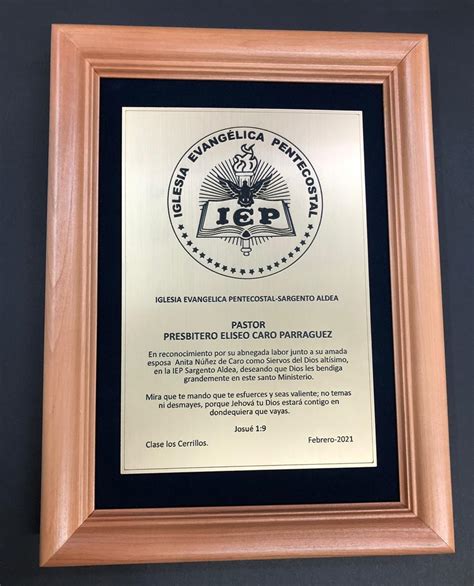 IGLESIA EVANGÉLICA PENTECOSTAL
IEP
IGLESIA EVANGELICA PENTECOSTAL-SARGENTO ALDEA
PASTOR
PRESBITERO ELISEO CARO PARRAGUEZ
En reconocimiento por su abnegada labor junto a su amada
esposa Anita Núñez de Caro como Siervos del Dios altísimo,
en la IEP Sargento Aldea, deseando que Dios les bendiga
grandemente en este santo Ministerio.
Mira que te mando que te esfuerces y seas valiente; no temas
ni desmayes, porque Jehová tu Dios estará contigo en
dondequiera que vayas.
Josué 1:9
Clase los Cerrillos. Febrero-2021